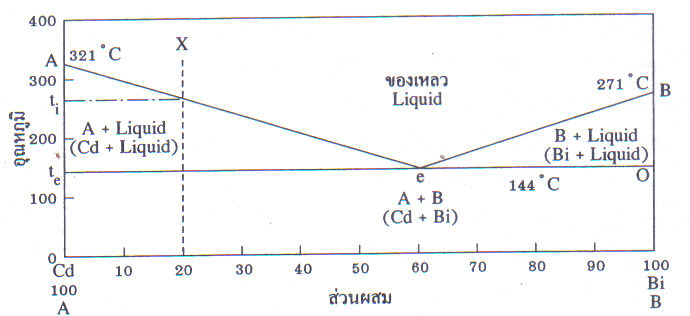 400
A 321°C
X
300
t i
ของเหลว
Liquid
271°C B
A + Liquid
(Cd + Liquid)
B + Liquid
(Bi + Liquid)
200
อุณหภูมิ
t e
e
144°C
O
100
A + B
(Cd + Bi)
0
Cd 10 20 30 40 50 60 70 80 90 100
100 Bi
A ส่วนผสม B